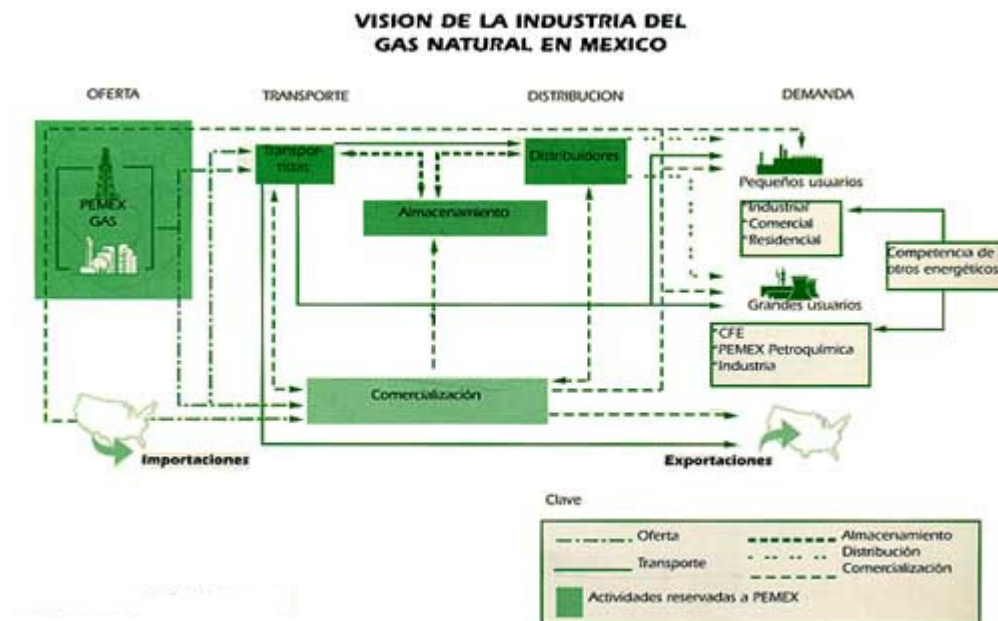 VISION DE LA INDUSTRIA DEL
GAS NATURAL EN MEXICO
OFERTA
TRANSPORTE
DISTRIBUCION
DEMANDA
PEMEX
GAS
Transpor-
tistas
Distribuidores
Almacenamiento
Pequeños usuarios
*Industrial
*Comercial
*Residencial
Competencia de
otros energéticos
Grandes usuarios
*CFE
*PEMEX Petroquímica
*Industria
Comercialización
Importaciones
Exportaciones
Clave
Oferta
Transporte
Almacenamiento
Distribución
Comercialización
Actividades reservadas a PEMEX